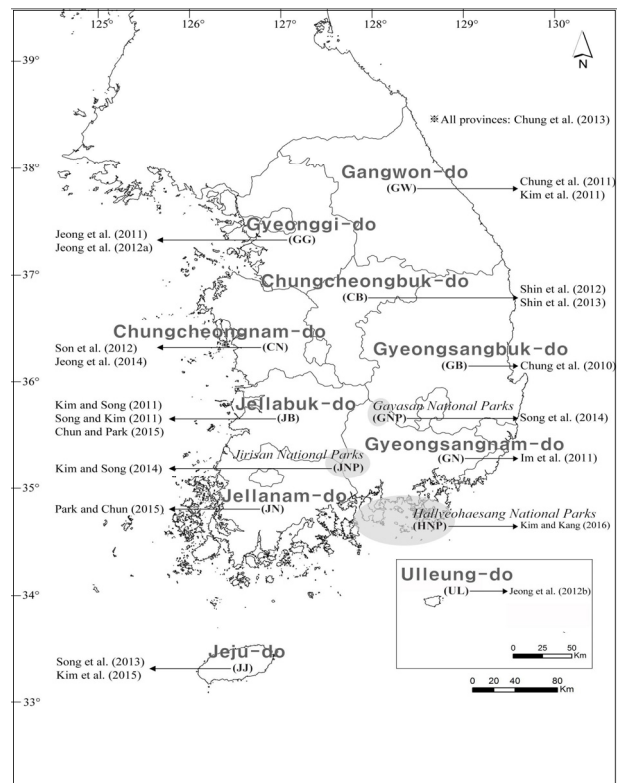 125° 126° 127° 128° 129° 130°
39°
38°
37°
36°
35°
34°
33°
N
※All provinces: Chung et al. (2013)
Gangwon-do
(GW)
Chung et al. (2011)
Kim et al. (2011)
Gyeonggi-do
(GG)
Jeong et al. (2011)
Jeong et al. (2012a)
Chungcheongbuk-do
(CB)
Shin et al. (2012)
Shin et al. (2013)
Chungcheongnam-do
(CN)
Son et al. (2012)
Jeong et al. (2014)
Gyeongsangbuk-do
(GB)
Chung et al. (2010)
Jellabuk-do
(JB)
Kim and Song (2011)
Song and Kim (2011)
Chun and Park (2015)
Gayasan National Parks
(GNP)
Song et al. (2014)
Gyeongsangnam-do
(GN)
Im et al. (2011)
Jirisan National Parks
(JNP)
Kim and Song (2014)
Jellanam-do
(JN)
Park and Chun (2015)
Hallyeohaesang National Parks
(HNP)
Kim and Kang (2016)
Ulleung-do
(UL)
Jeong et al. (2012b)
0 25 50
Km
Jeju-do
(JJ)
Song et al. (2013)
Kim et al. (2015)
0 20 40 80
Km